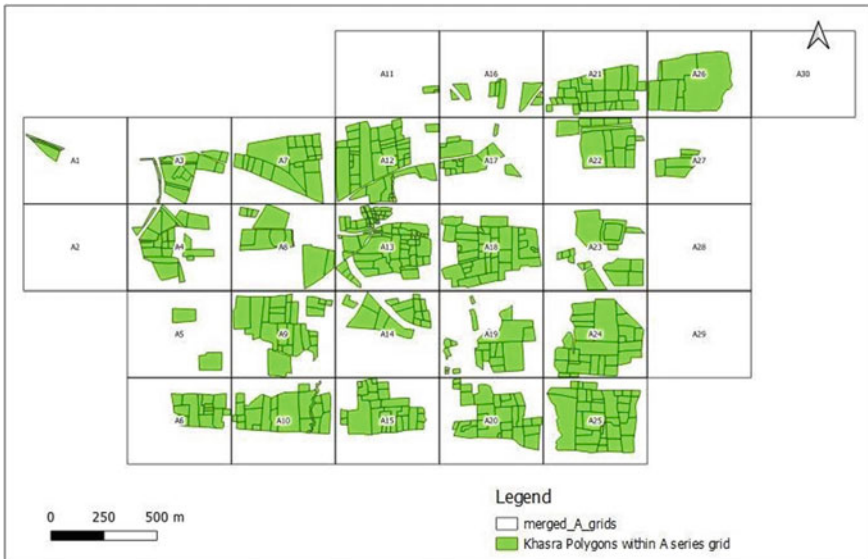 A11 A16 A21 A26 A30
A1 A3 A7 A12 A17 A22 A27
A2 A4 A8 A13 A18 A23 A28
A5 A9 A14 A19 A24 A29
A6 A10 A15 A20 A25
0 250 500 m
Legend
merged_A_grids
Khasra Polygons within A series grid